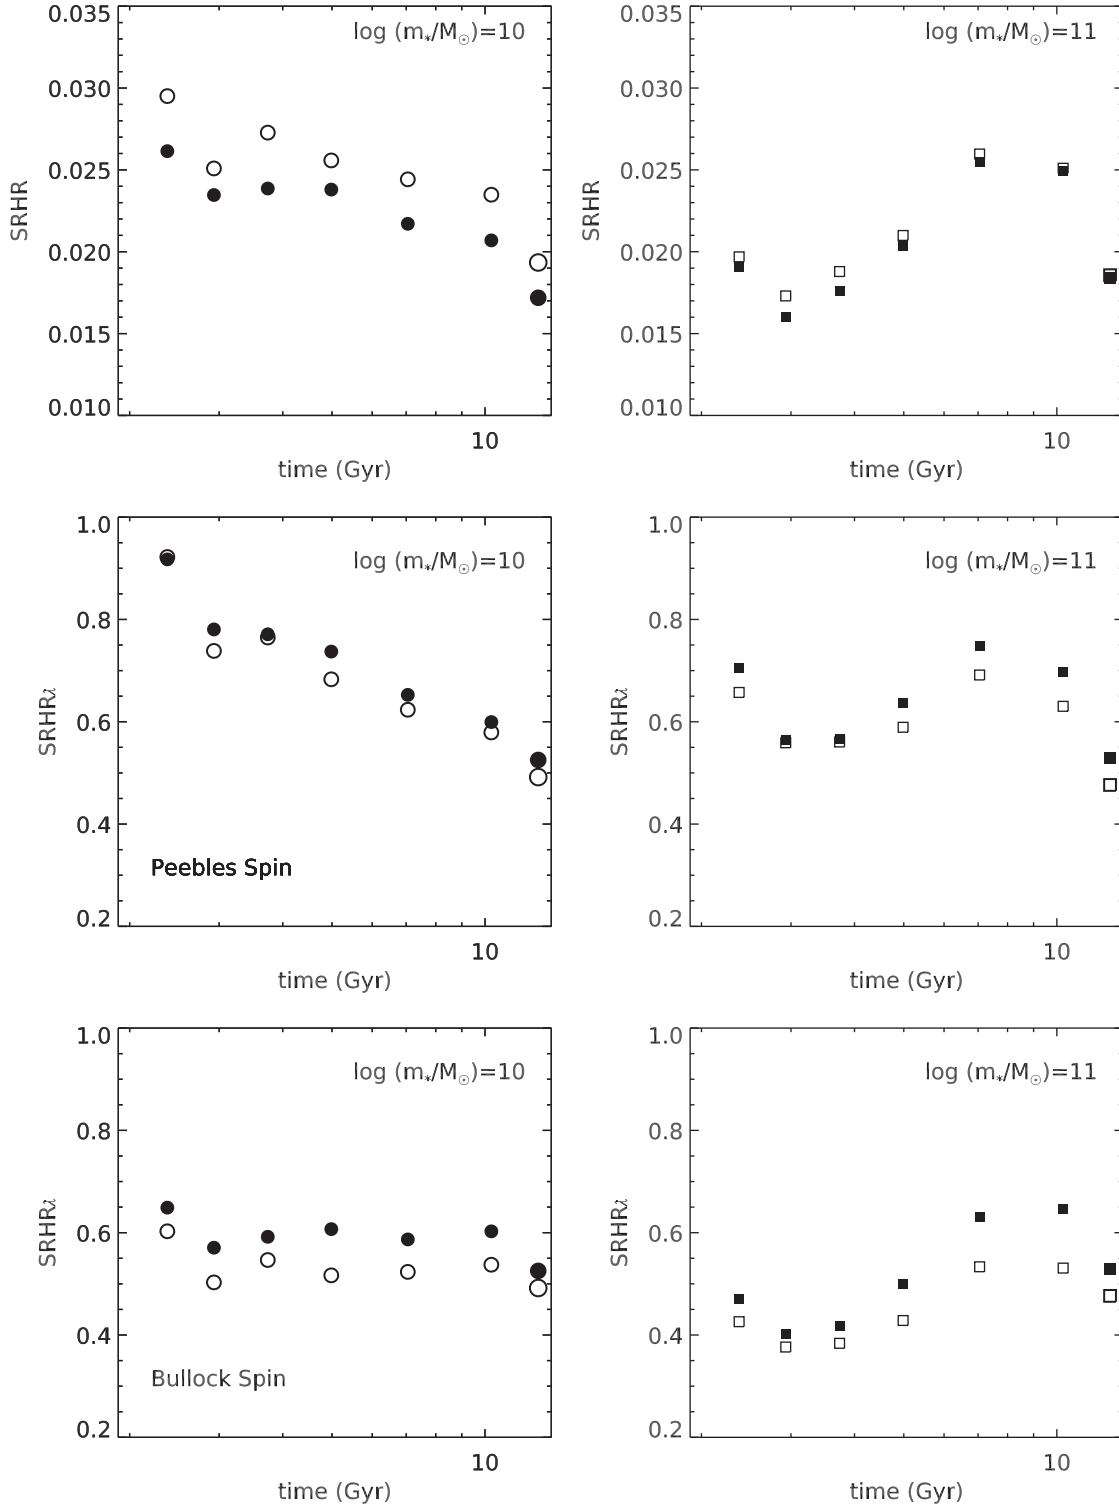 0.035
0.030
0.025
0.020
0.015
0.010
SRHR
log (m*/M☉)=10
10
time (Gyr)
0.035
0.030
0.025
0.020
0.015
0.010
SRHR
log (m*/M☉)=11
10
time (Gyr)
1.0
0.8
0.6
0.4
0.2
SRHRλ
log (m*/M☉)=10
Peebles Spin
10
time (Gyr)
1.0
0.8
0.6
0.4
0.2
SRHRλ
log (m*/M☉)=11
10
time (Gyr)
1.0
0.8
0.6
0.4
0.2
SRHRλ
log (m*/M☉)=10
Bullock Spin
10
time (Gyr)
1.0
0.8
0.6
0.4
0.2
SRHRλ
log (m*/M☉)=11
10
time (Gyr)